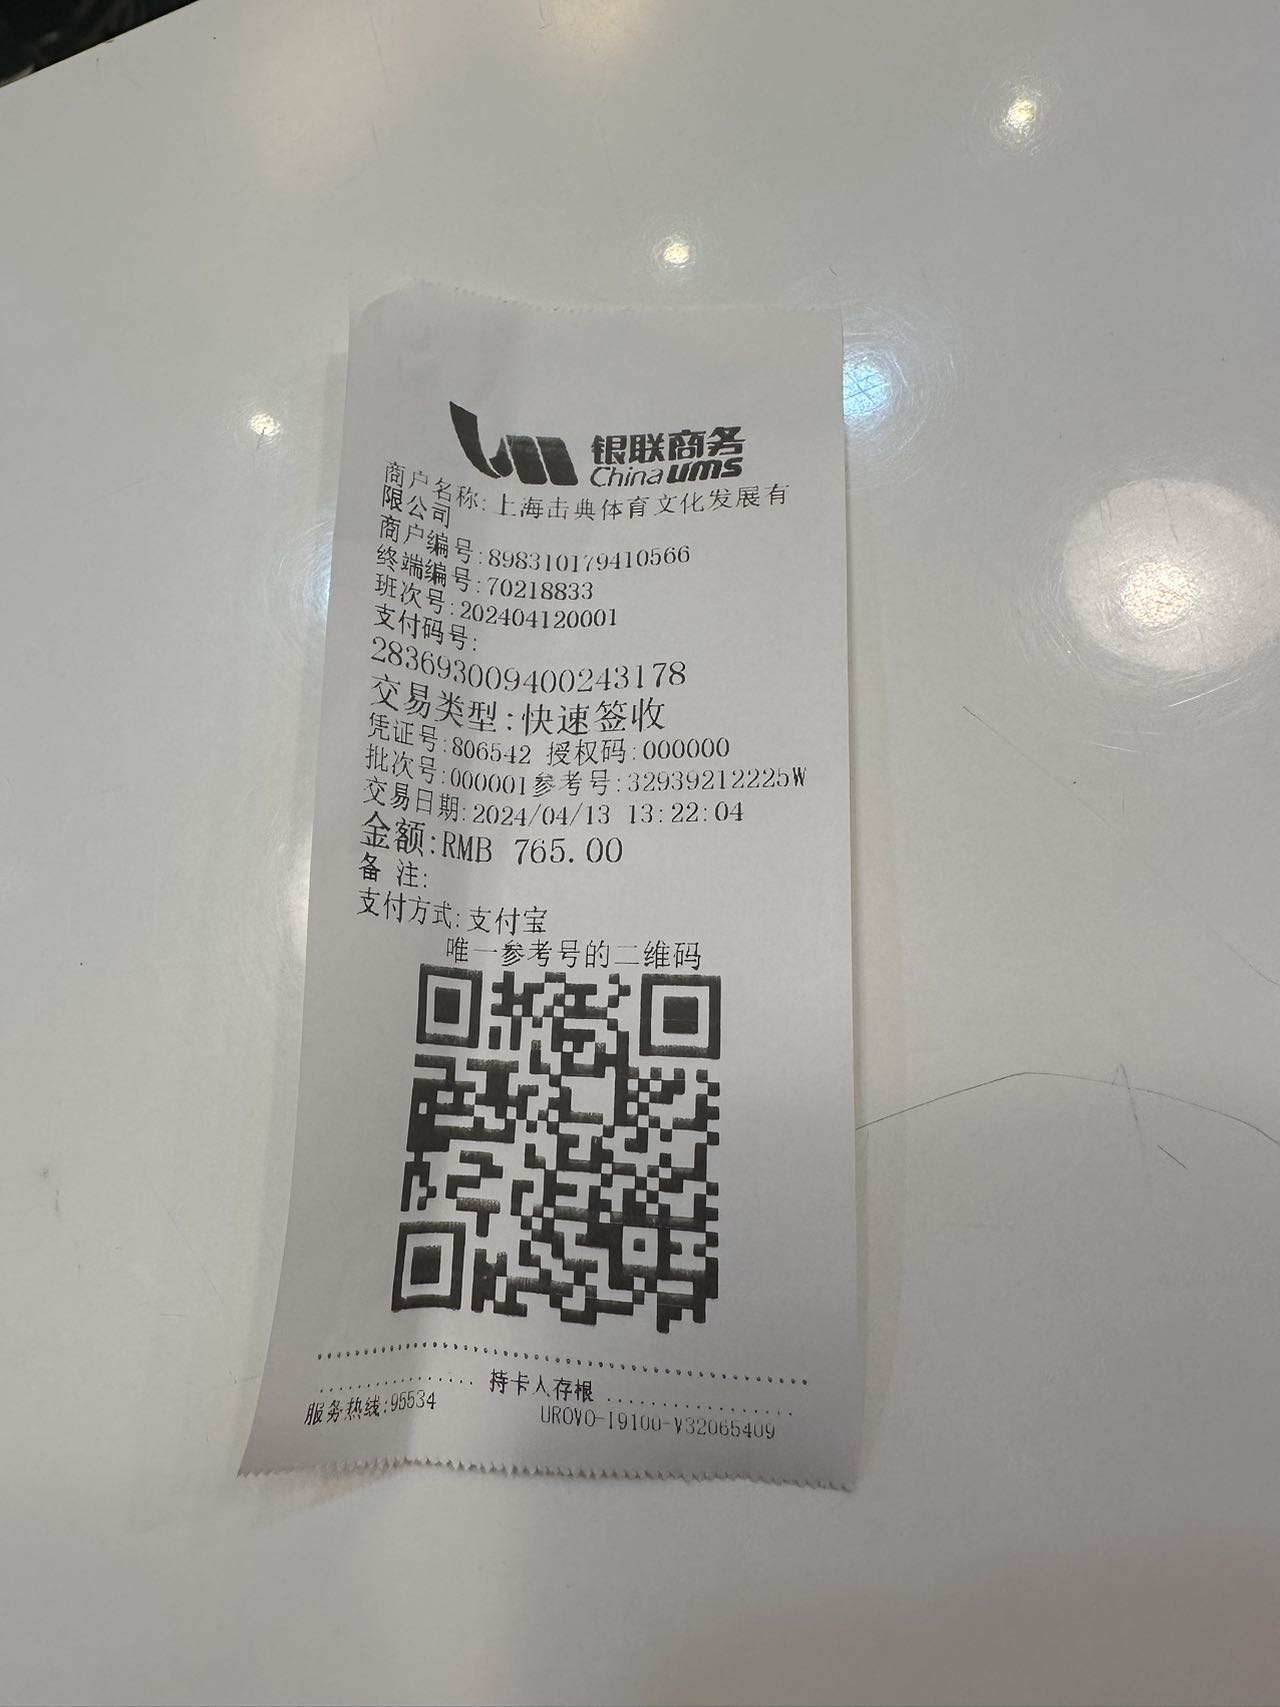 银联商务
China ums
商户名称:上海击典体育文化发展有
限公司
商户编号:898310179410566
终端编号:70218833
班次号:202404120001
支付码号:
283693009400243178
交易类型:快速签收
凭证号:806542 授权码:000000
批次号:000001参考号:32939212225W
交易日期:2024/04/13 13:22:04
金额:RMB 765.00
备 注:
支付方式:支付宝
唯一参考号的二维码
持卡人存根
服务热线:95534 UROVO-I9100-V32065409